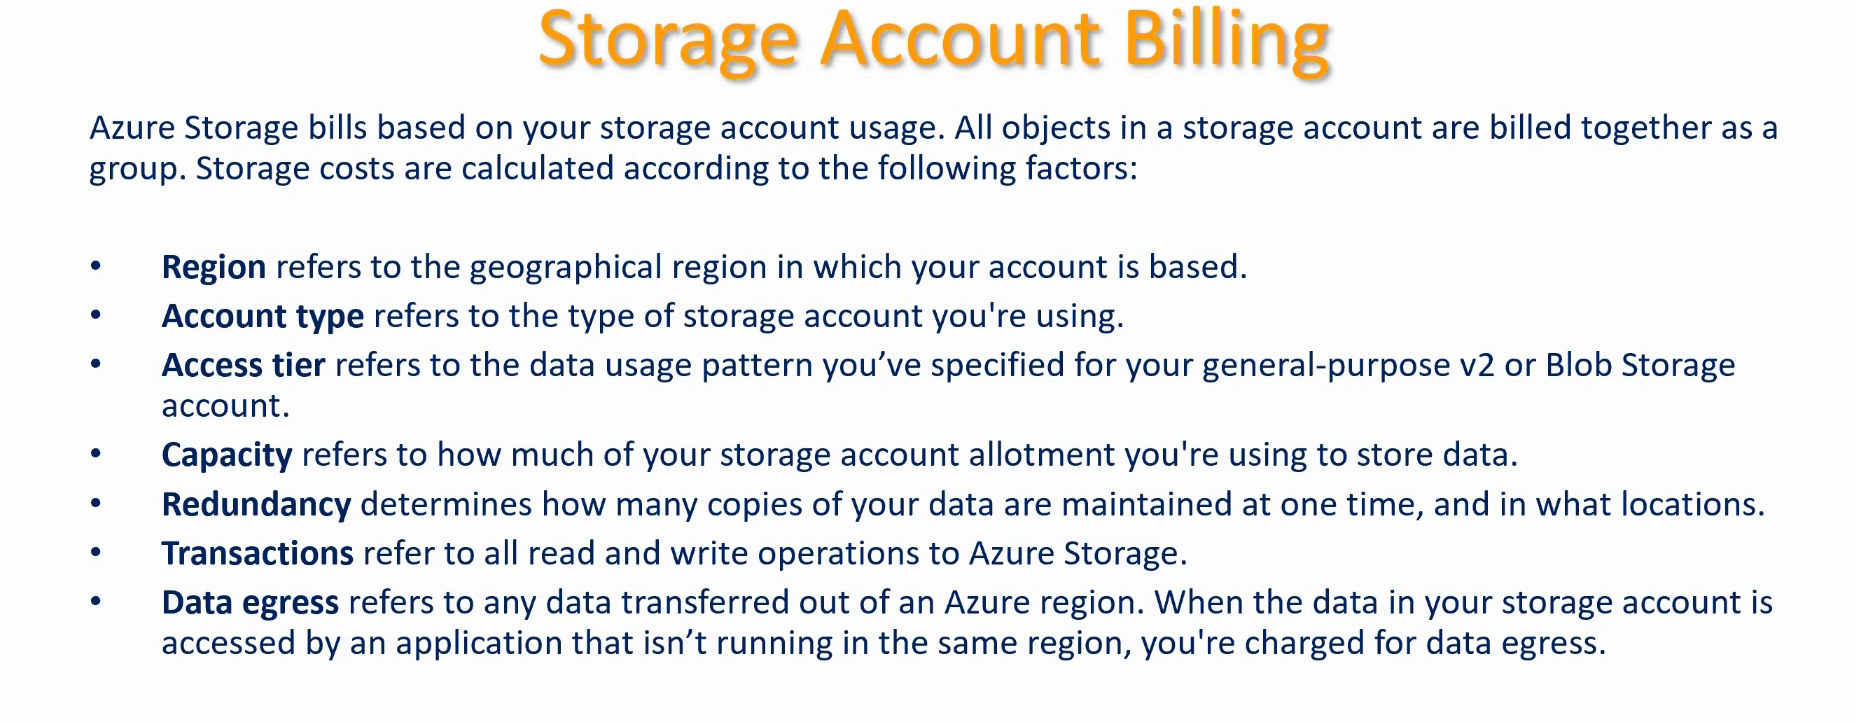 Storage Account Billing
Azure Storage bills based on your storage account usage. All objects in a storage account are billed together as a
group. Storage costs are calculated according to the following factors:
• Region refers to the geographical region in which your account is based.
• Account type refers to the type of storage account you're using.
• Access tier refers to the data usage pattern you’ve specified for your general-purpose v2 or Blob Storage
account.
• Capacity refers to how much of your storage account allotment you're using to store data.
• Redundancy determines how many copies of your data are maintained at one time, and in what locations.
• Transactions refer to all read and write operations to Azure Storage.
• Data egress refers to any data transferred out of an Azure region. When the data in your storage account is
accessed by an application that isn’t running in the same region, you're charged for data egress.